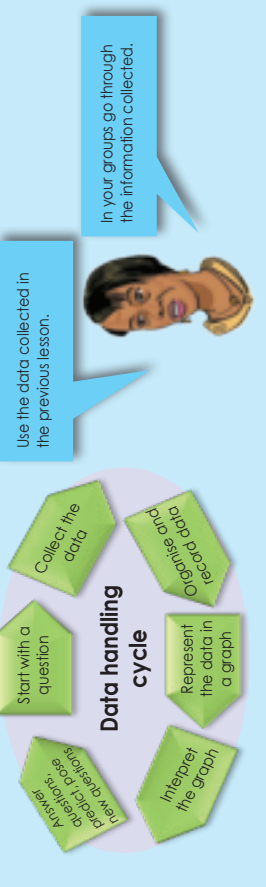 Data handling
cycle
Start with a
question
Collect the
data
Organise and
record data
Represent
the data in
a graph
Interpret
the graph
Answer
questions,
predict, pose
new questions
Use the data collected in
the previous lesson.
In your groups go through
the information collected.